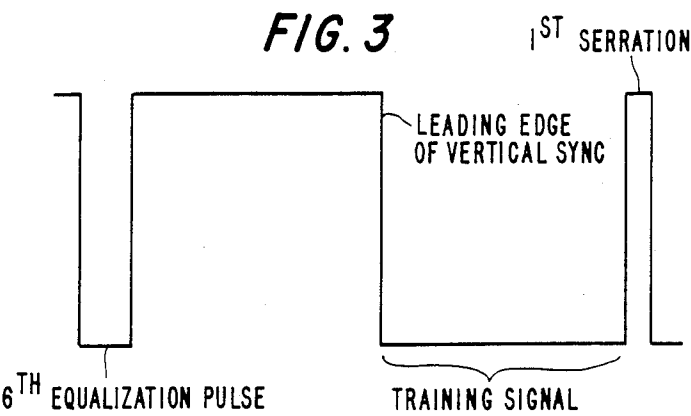 FIG. 3
1ST SERRATION
LEADING EDGE
OF VERTICAL SYNC
6TH EQUALIZATION PULSE
TRAINING SIGNAL